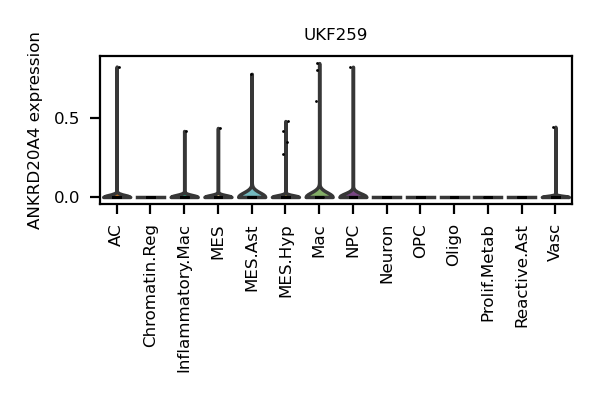 UKF259
ANKRD20A4 expression
0.5
0.0
AC
Chromatin.Reg
Inflammatory.Mac
MES
MES.Ast
MES.Hyp
Mac
NPC
Neuron
OPC
Oligo
Prolif.Metab
Reactive.Ast
Vasc